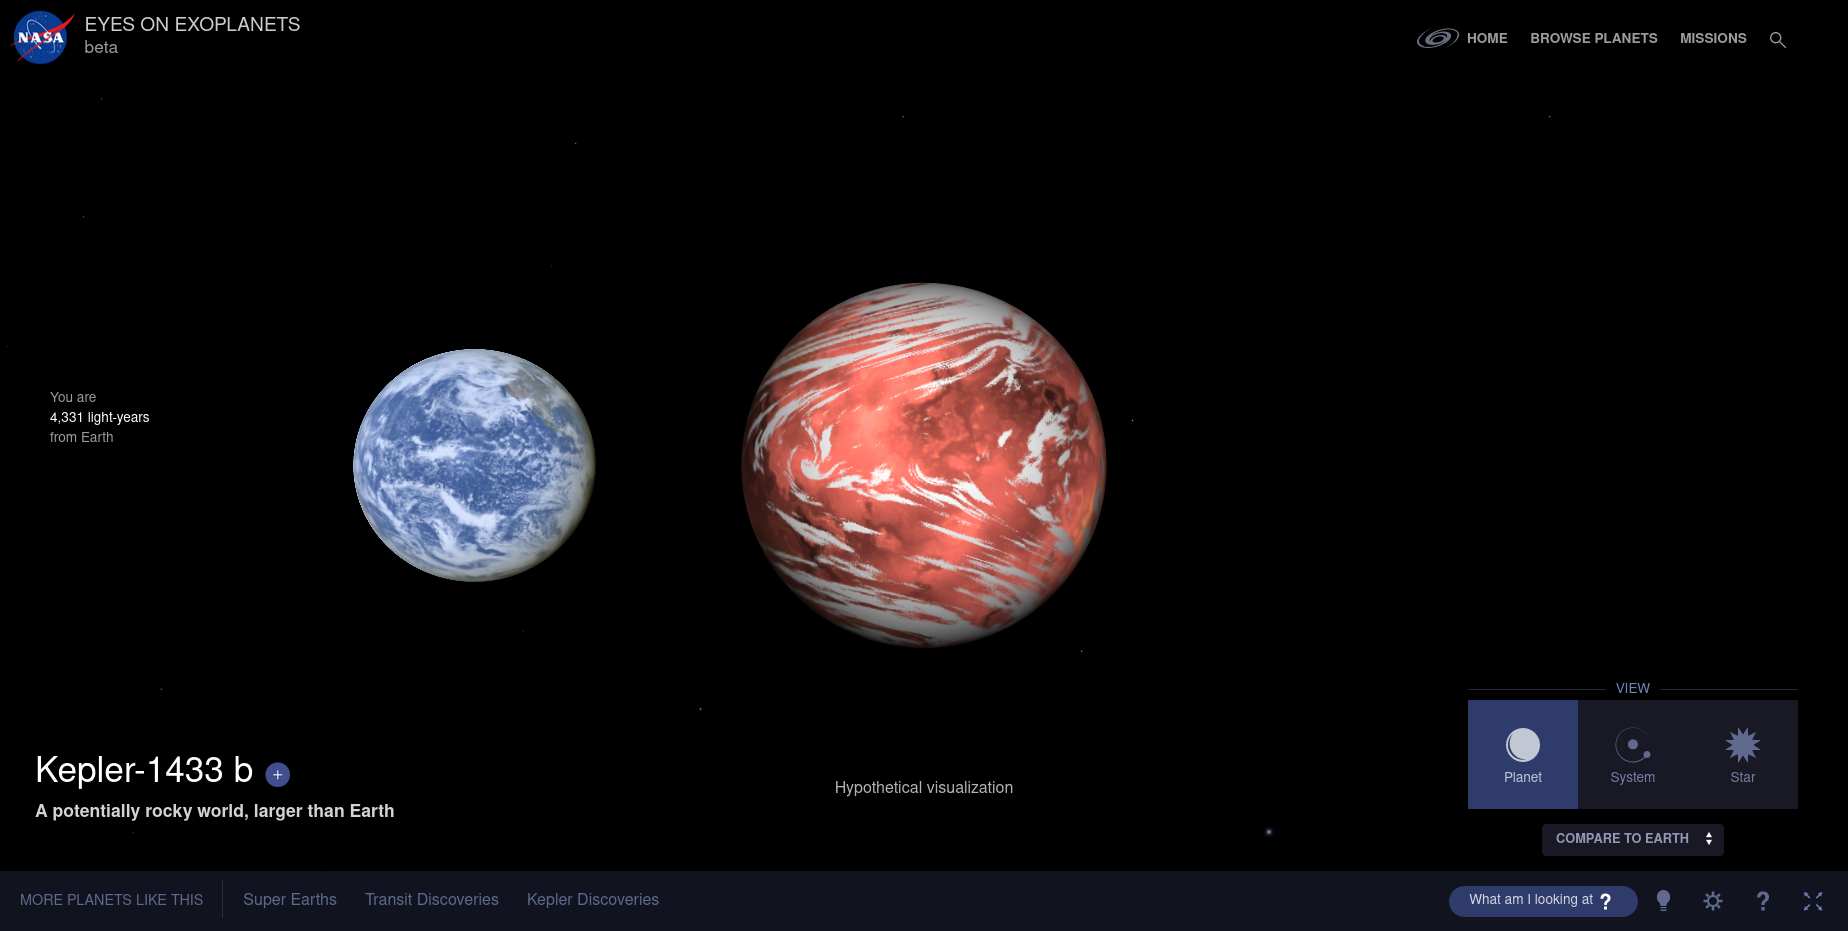 NASA
EYES ON EXOPLANETS
beta
HOME
BROWSE PLANETS
MISSIONS
You are
4,331 light-years
from Earth
Kepler-1433 b +
A potentially rocky world, larger than Earth
Hypothetical visualization
VIEW
Planet
System
Star
COMPARE TO EARTH
MORE PLANETS LIKE THIS
Super Earths
Transit Discoveries
Kepler Discoveries
What am I looking at ?
?